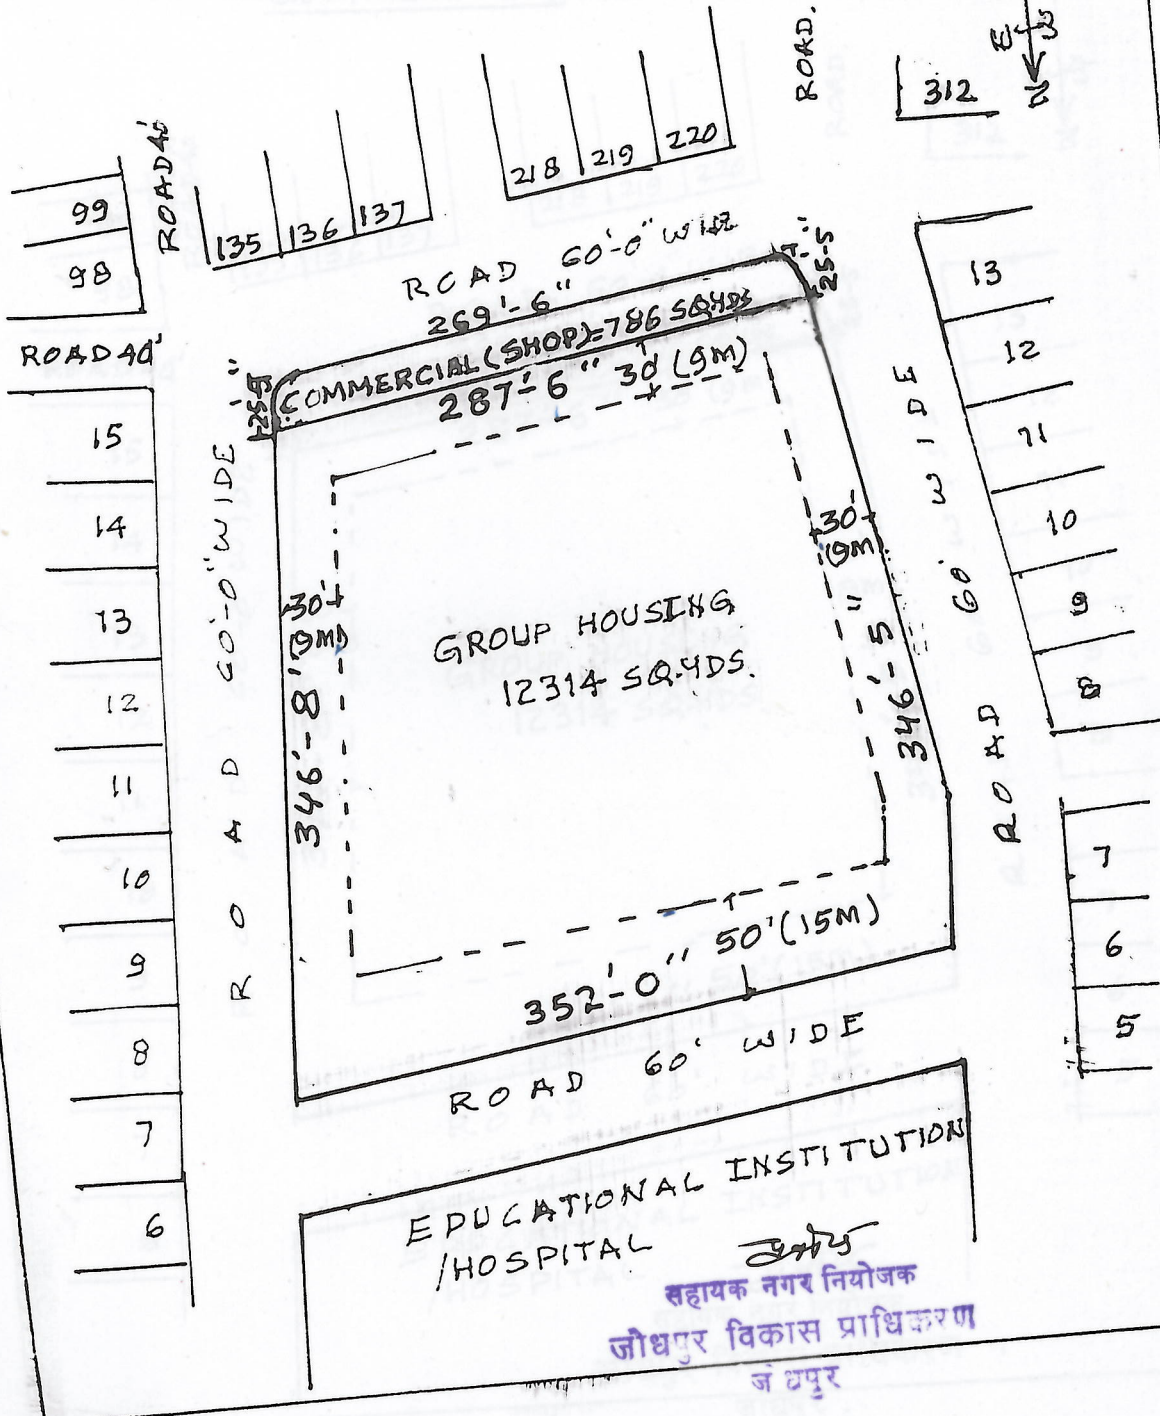 ROAD.
E
N
312
ROAD 40'
99
98
135
136
137
218
219
220
ROAD 60'-0" WIDE
269'-6"
25'-5"
25'-5"
COMMERCIAL (SHOP)=786 SQ.YDS
287'-6"
30' (9M)
ROAD 40'
15
14
13
12
11
10
9
8
7
6
ROAD 60'-0" WIDE
30'
(9M)
346'-8"
GROUP HOUSING
12314 SQ.YDS.
30'
(9M)
346'-5"
ROAD 60' WIDE
13
12
11
10
9
8
7
6
5
50' (15M)
352'-0"
ROAD 60' WIDE
EDUCATIONAL INSTITUTION
/HOSPITAL
सहायक नगर नियोजक
जोधपुर विकास प्राधिकरण